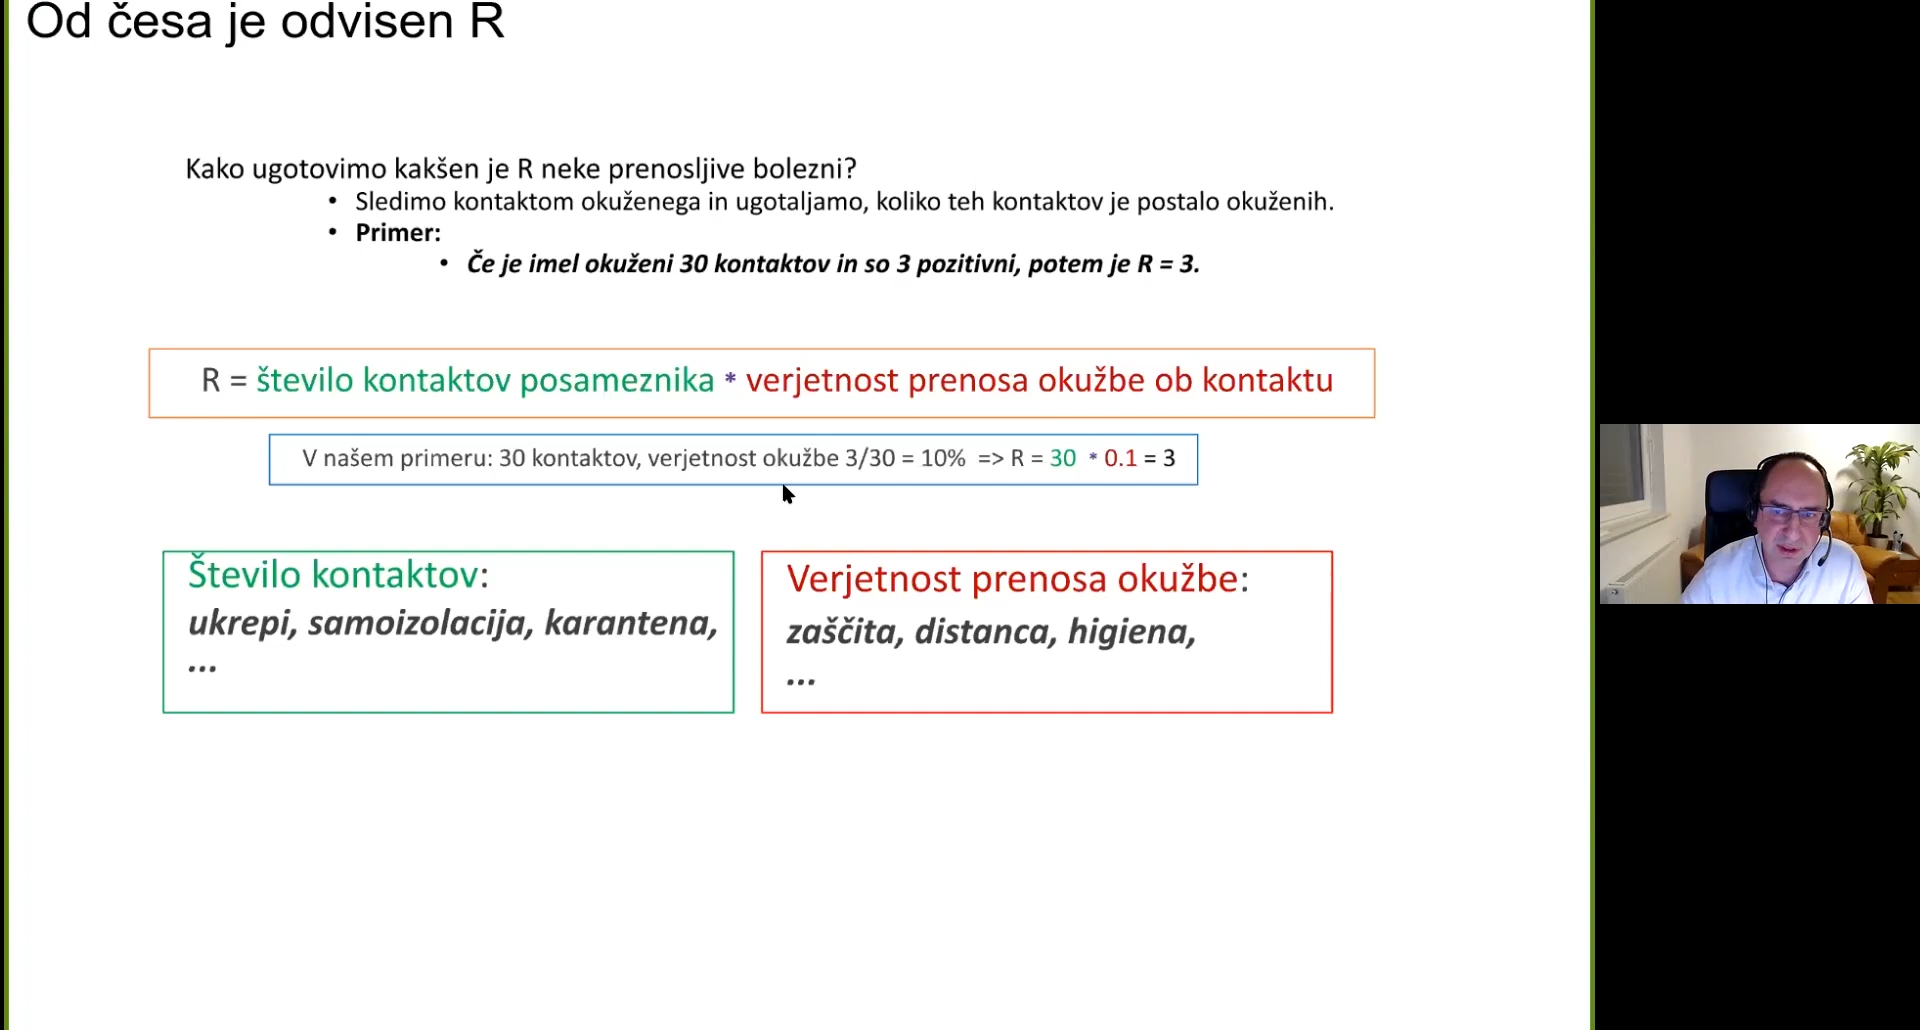 Od česa je odvisen R
Kako ugotovimo kakšen je R neke prenosljive bolezni?
• Sledimo kontaktom okuženega in ugotaljamo, koliko teh kontaktov je postalo okuženih.
• Primer:
• Če je imel okuženi 30 kontaktov in so 3 pozitivni, potem je R = 3.
R = število kontaktov posameznika * verjetnost prenosa okužbe ob kontaktu
V našem primeru: 30 kontaktov, verjetnost okužbe 3/30 = 10% => R = 30 * 0.1 = 3
Število kontaktov:
ukrepi, samoizolacija, karantena,
...
Verjetnost prenosa okužbe:
zaščita, distanca, higiena,
...